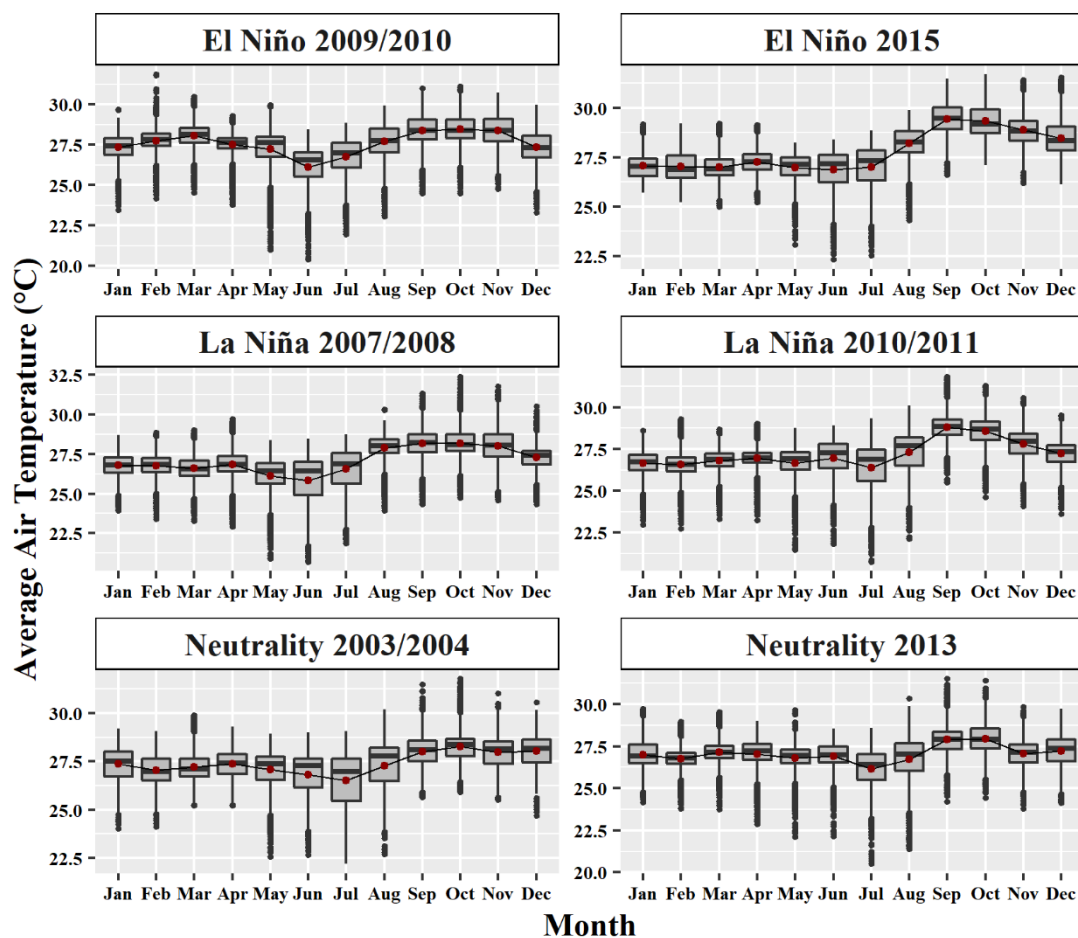 El Niño 2009/2010
El Niño 2015
30.0
27.5
25.0
22.5
20.0
30.0
27.5
25.0
22.5
Jan Feb Mar Apr May Jun Jul Aug Sep Oct Nov Dec
Jan Feb Mar Apr May Jun Jul Aug Sep Oct Nov Dec
La Niña 2007/2008
La Niña 2010/2011
32.5
30.0
27.5
25.0
22.5
30.0
27.5
25.0
22.5
Jan Feb Mar Apr May Jun Jul Aug Sep Oct Nov Dec
Jan Feb Mar Apr May Jun Jul Aug Sep Oct Nov Dec
Neutrality 2003/2004
Neutrality 2013
30.0
27.5
25.0
22.5
30.0
27.5
25.0
22.5
20.0
Jan Feb Mar Apr May Jun Jul Aug Sep Oct Nov Dec
Jan Feb Mar Apr May Jun Jul Aug Sep Oct Nov Dec
Average Air Temperature (°C)
Month